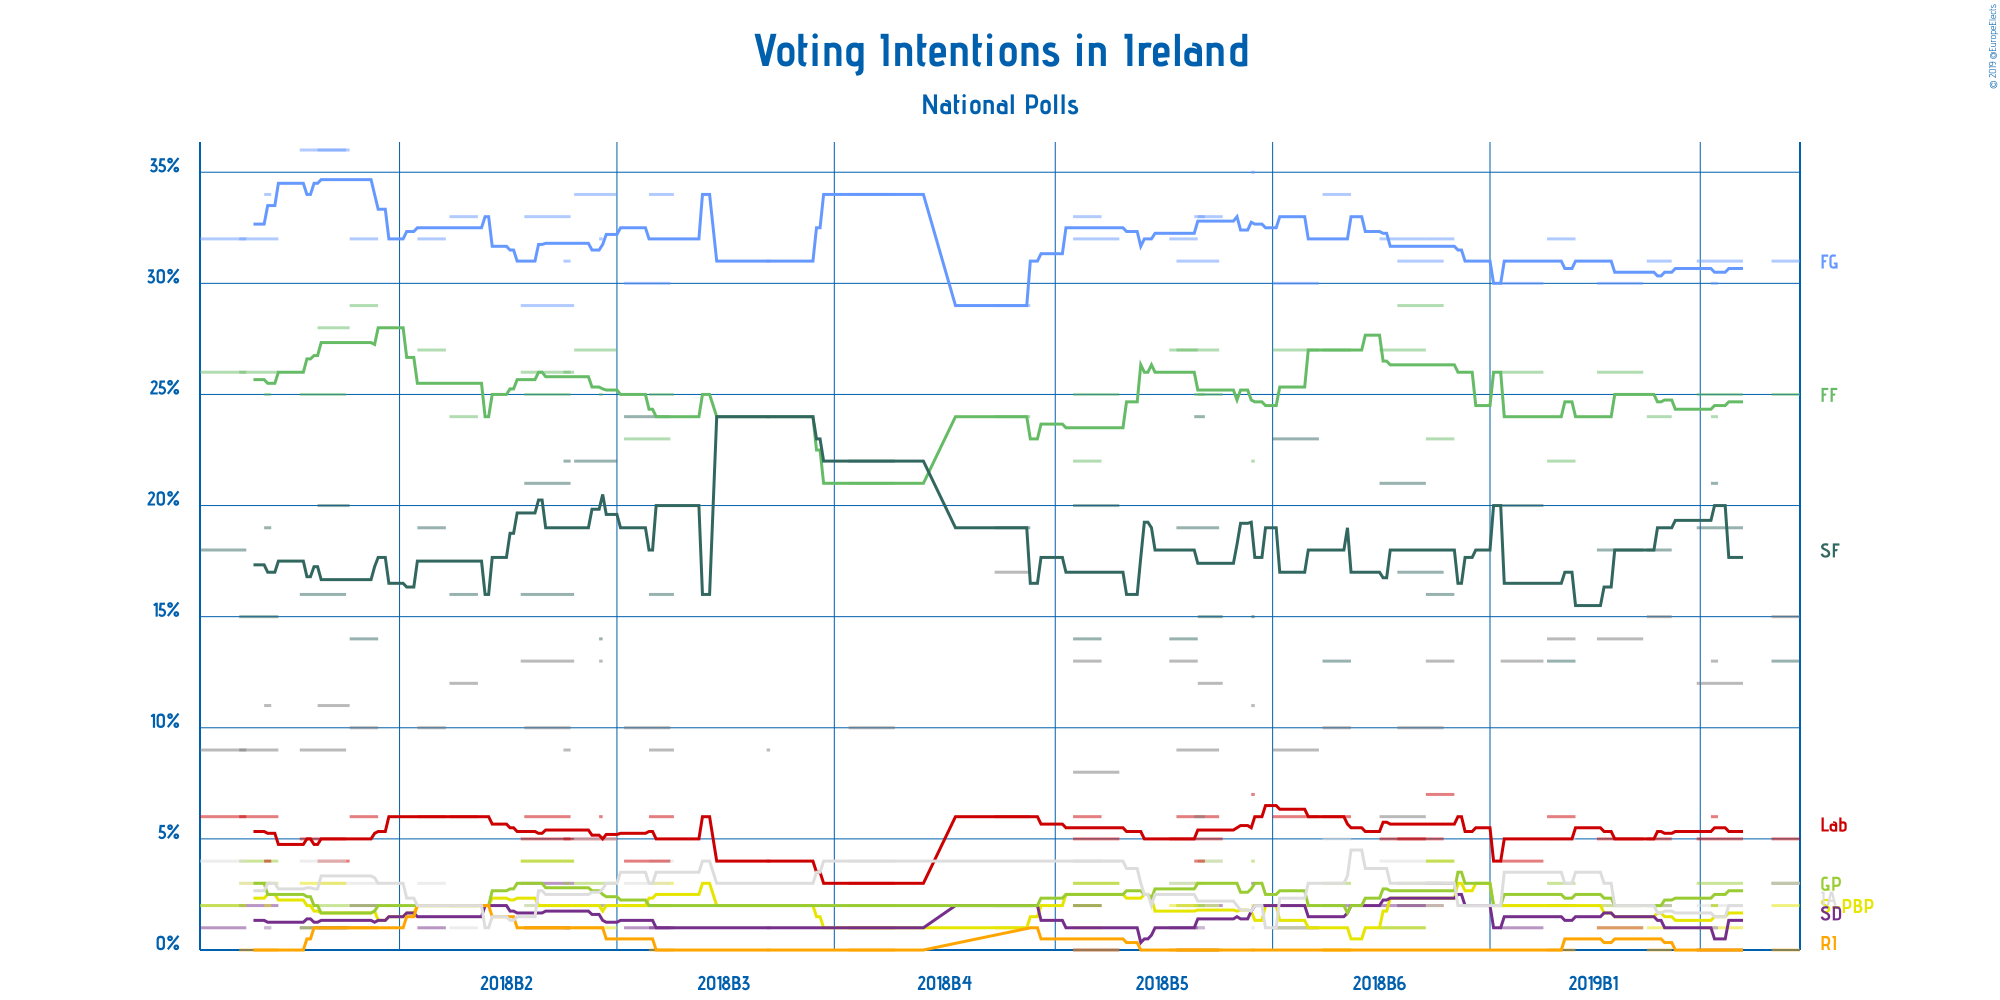 © 2019 @EuropeElects
Voting Intentions in Ireland
National Polls
35%
30%
25%
20%
15%
10%
5%
0%
FG
FF
SF
Lab
GP
PBP
SD
R1
2018B2
2018B3
2018B4
2018B5
2018B6
2019B1